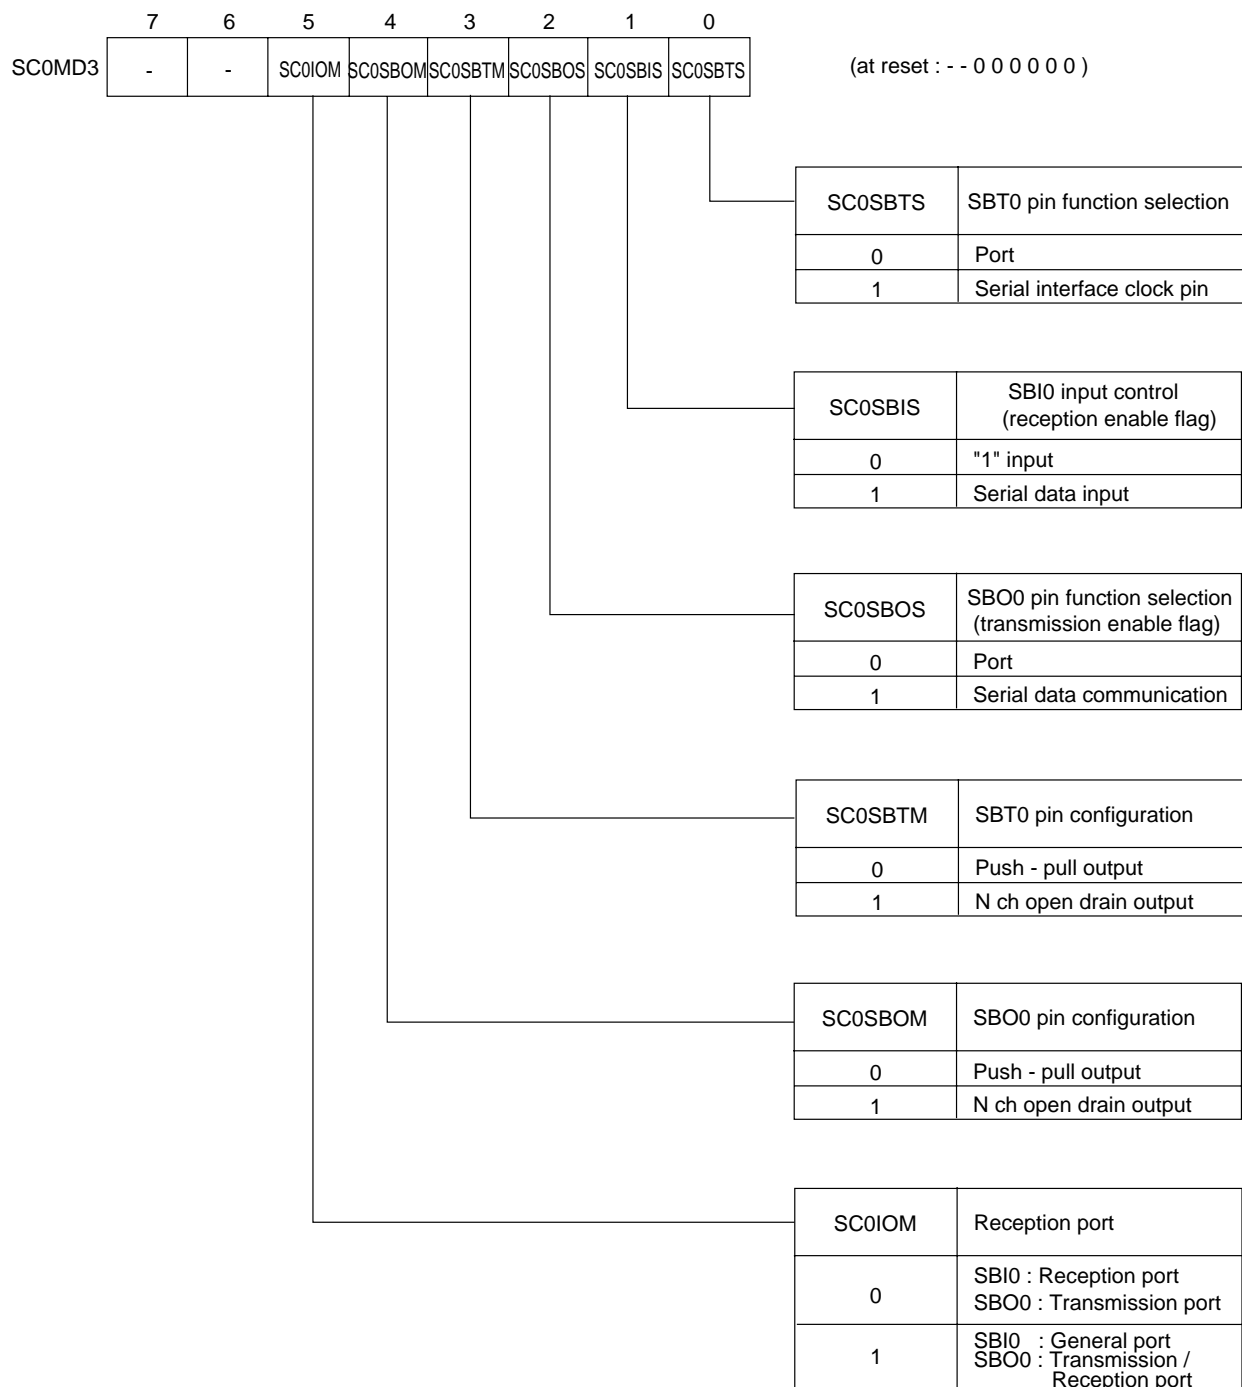 7 6 5 4 3 2 1 0
SC0MD3 - - SC0IOM SC0SBOM SC0SBTM SC0SBOS SC0SBIS SC0SBTS (at reset : - - 0 0 0 0 0 0 )
SC0SBTS SBT0 pin function selection
0 Port
1 Serial interface clock pin
SC0SBIS SBI0 input control
(reception enable flag)
0 "1" input
1 Serial data input
SC0SBOS SBO0 pin function selection
(transmission enable flag)
0 Port
1 Serial data communication
SC0SBTM SBT0 pin configuration
0 Push - pull output
1 N ch open drain output
SC0SBOM SBO0 pin configuration
0 Push - pull output
1 N ch open drain output
SC0IOM Reception port
0 SBI0 : Reception port
SBO0 : Transmission port
1 SBI0 : General port
SBO0 : Transmission /
Reception port